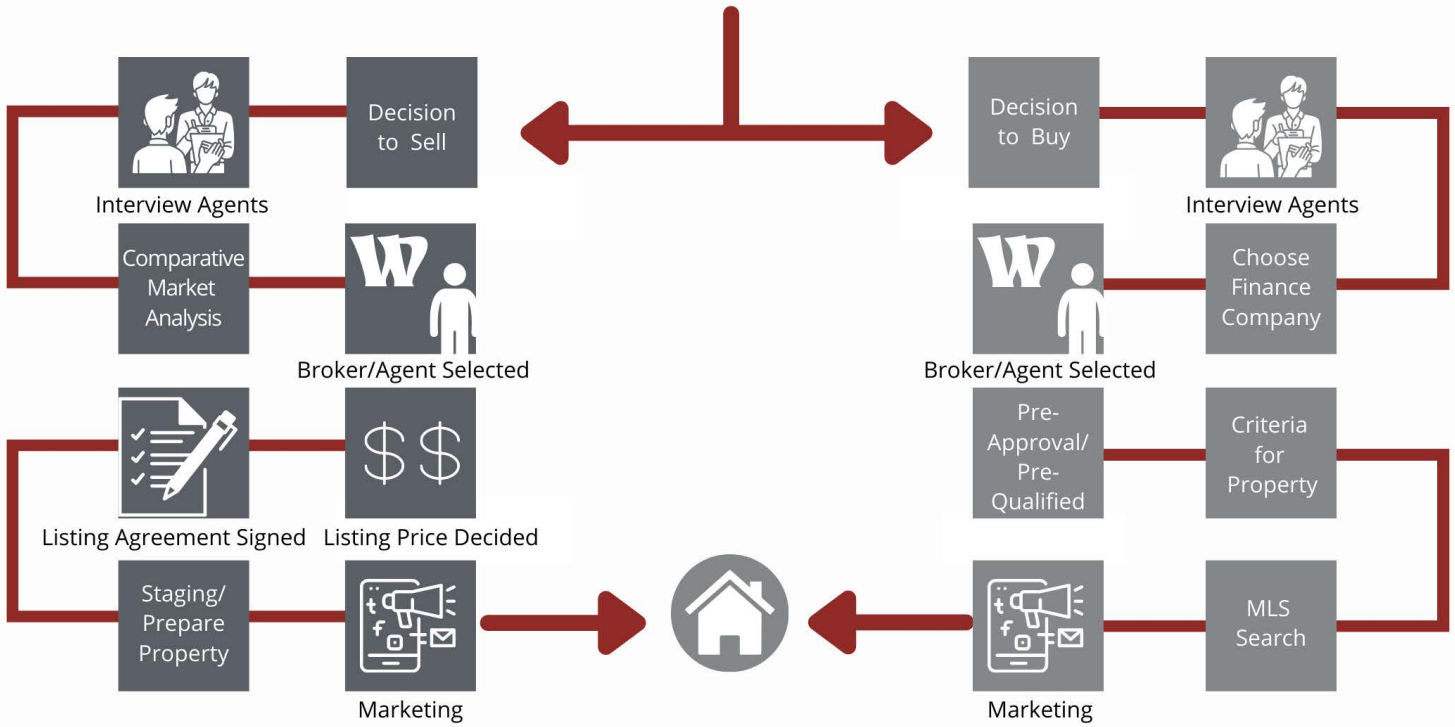 Decision
to Sell
Interview Agents
Comparative
Market
Analysis
W
Broker/Agent Selected
Listing Agreement Signed
$$
Listing Price Decided
Staging/
Prepare
Property
t
f
Marketing
Decision
to Buy
Interview Agents
Choose
Finance
Company
W
Broker/Agent Selected
Pre-
Approval/
Pre-
Qualified
Criteria
for
Property
MLS
Search
t
f
Marketing